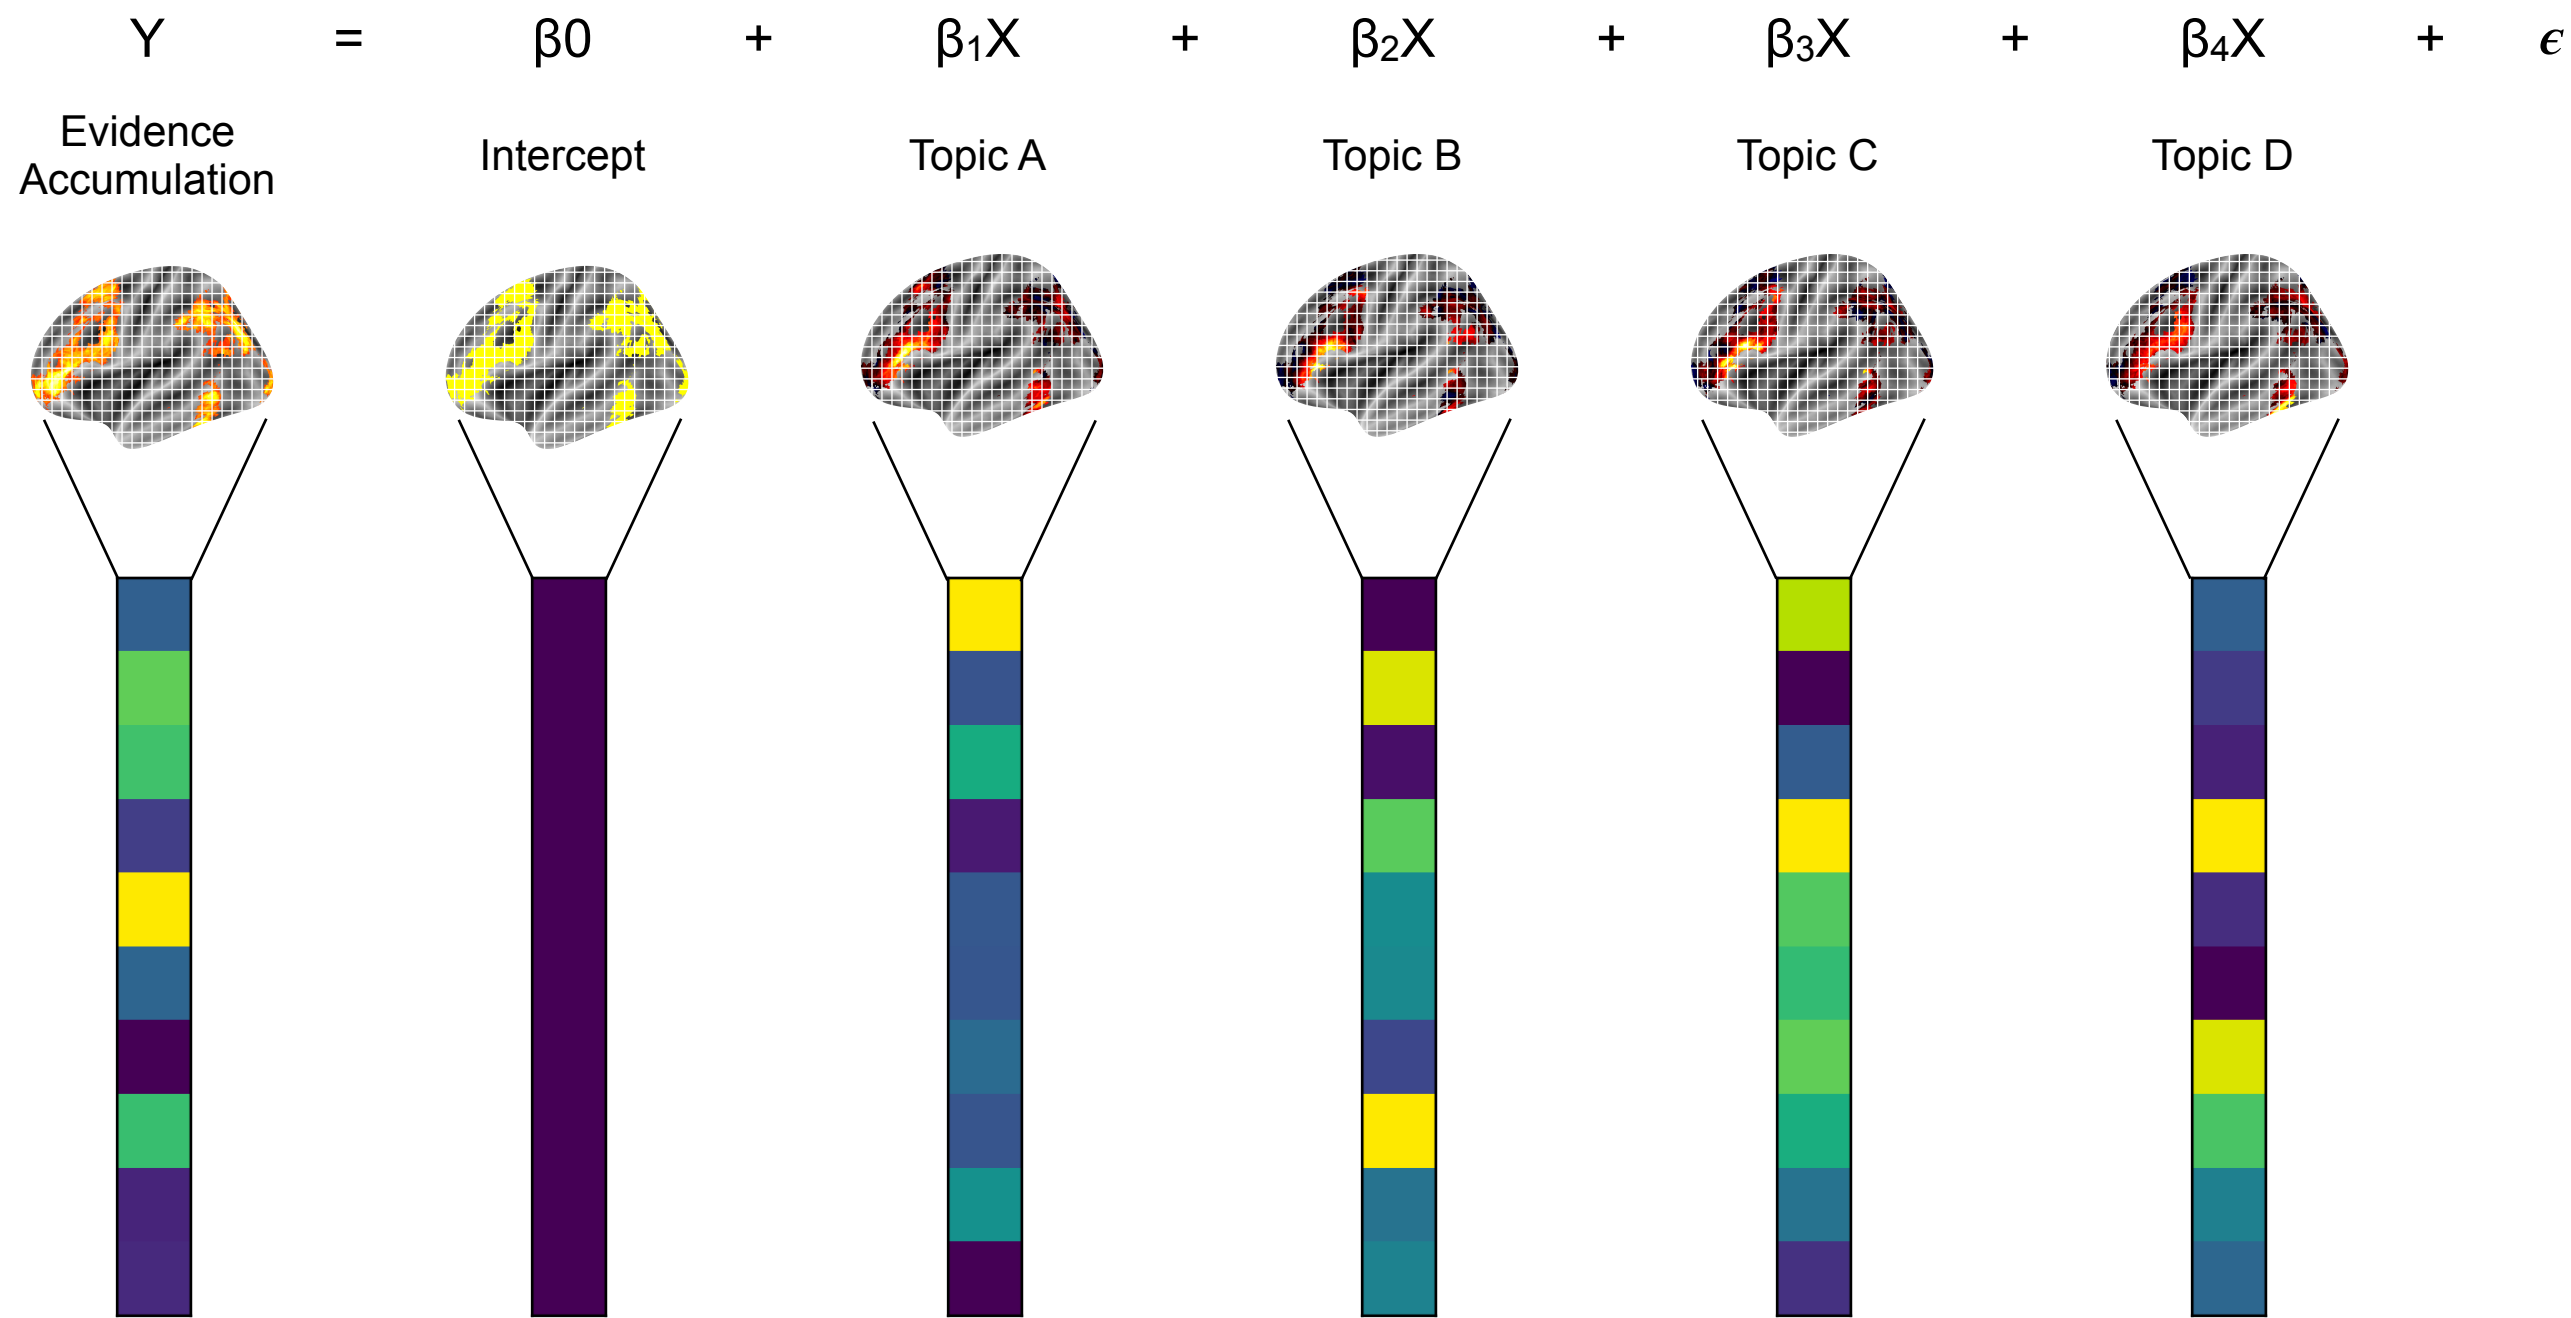 Y = β0 + β₁X + β₂X + β₃X + β₄X + ϵ
Evidence
Accumulation
Intercept
Topic A
Topic B
Topic C
Topic D